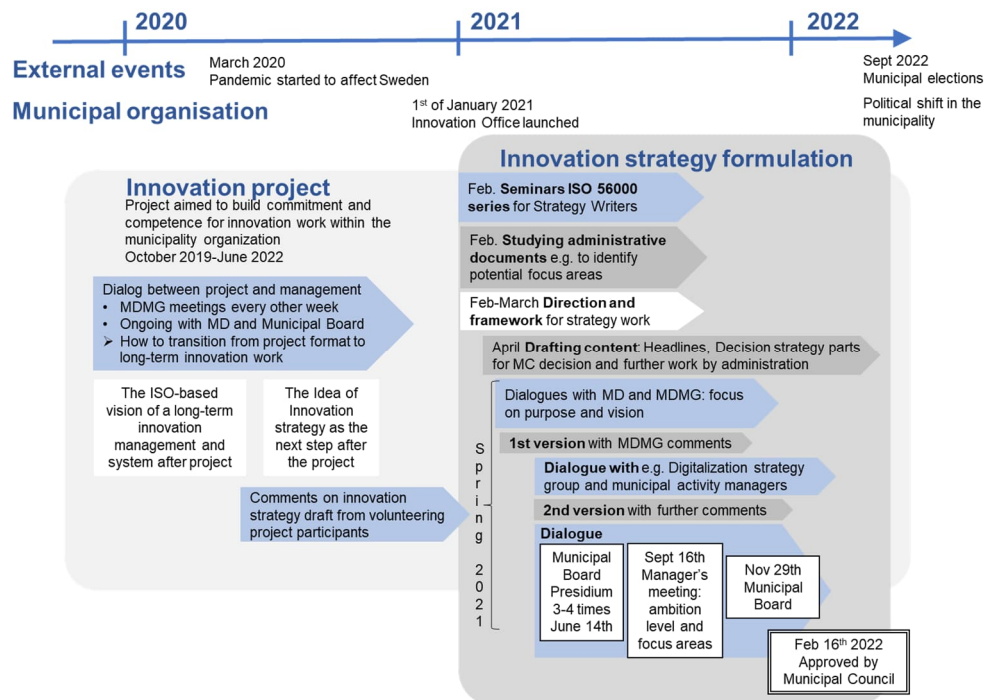 2020
2021
2022
External events
March 2020
Pandemic started to affect Sweden
Sept 2022
Municipal elections
Municipal organisation
1st of January 2021
Innovation Office launched
Political shift in the
municipality
Innovation project
Project aimed to build commitment and
competence for innovation work within the
municipality organization
October 2019-June 2022
Dialog between project and management
• MDMG meetings every other week
• Ongoing with MD and Municipal Board
➢ How to transition from project format to
long-term innovation work
The ISO-based
vision of a long-term
innovation
management and
system after project
The Idea of
Innovation
strategy as the
next step after
the project
Comments on innovation
strategy draft from volunteering
project participants
Innovation strategy formulation
Feb. Seminars ISO 56000
series for Strategy Writers
Feb. Studying administrative
documents e.g. to identify
potential focus areas
Feb-March Direction and
framework for strategy work
April Drafting content: Headlines, Decision strategy parts
for MC decision and further work by administration
Spring 2021
Dialogues with MD and MDMG: focus
on purpose and vision
1st version with MDMG comments
Dialogue with e.g. Digitalization strategy
group and municipal activity managers
2nd version with further comments
Dialogue
Municipal
Board
Presidium
3-4 times
June 14th
Sept 16th
Manager's
meeting:
ambition
level and
focus areas
Nov 29th
Municipal
Board
Feb 16th 2022
Approved by
Municipal Council